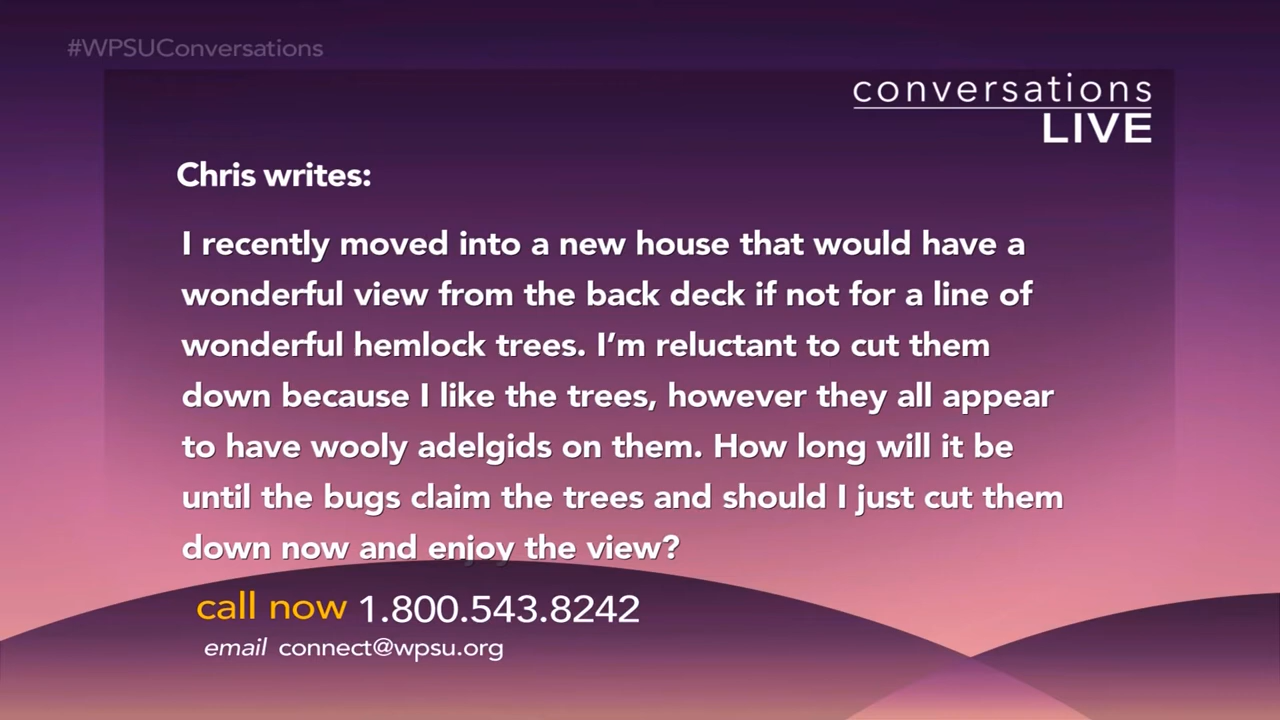 #WPSUConversations
conversations
LIVE
Chris writes:
I recently moved into a new house that would have a
wonderful view from the back deck if not for a line of
wonderful hemlock trees. I'm reluctant to cut them
down because I like the trees, however they all appear
to have wooly adelgids on them. How long will it be
until the bugs claim the trees and should I just cut them
down now and enjoy the view?
call now 1.800.543.8242
email connect@wpsu.org